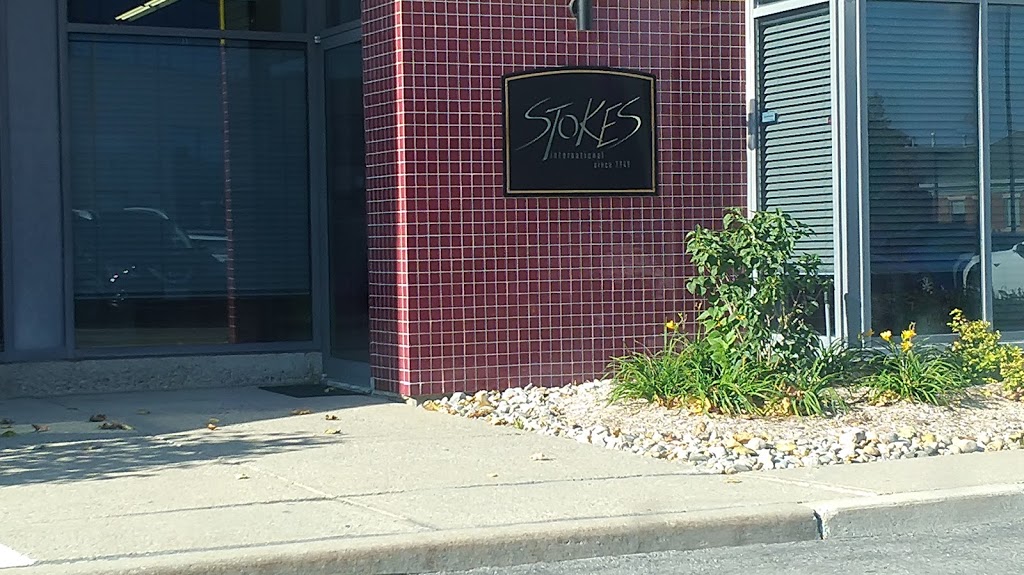 STOKES
international
since 1949